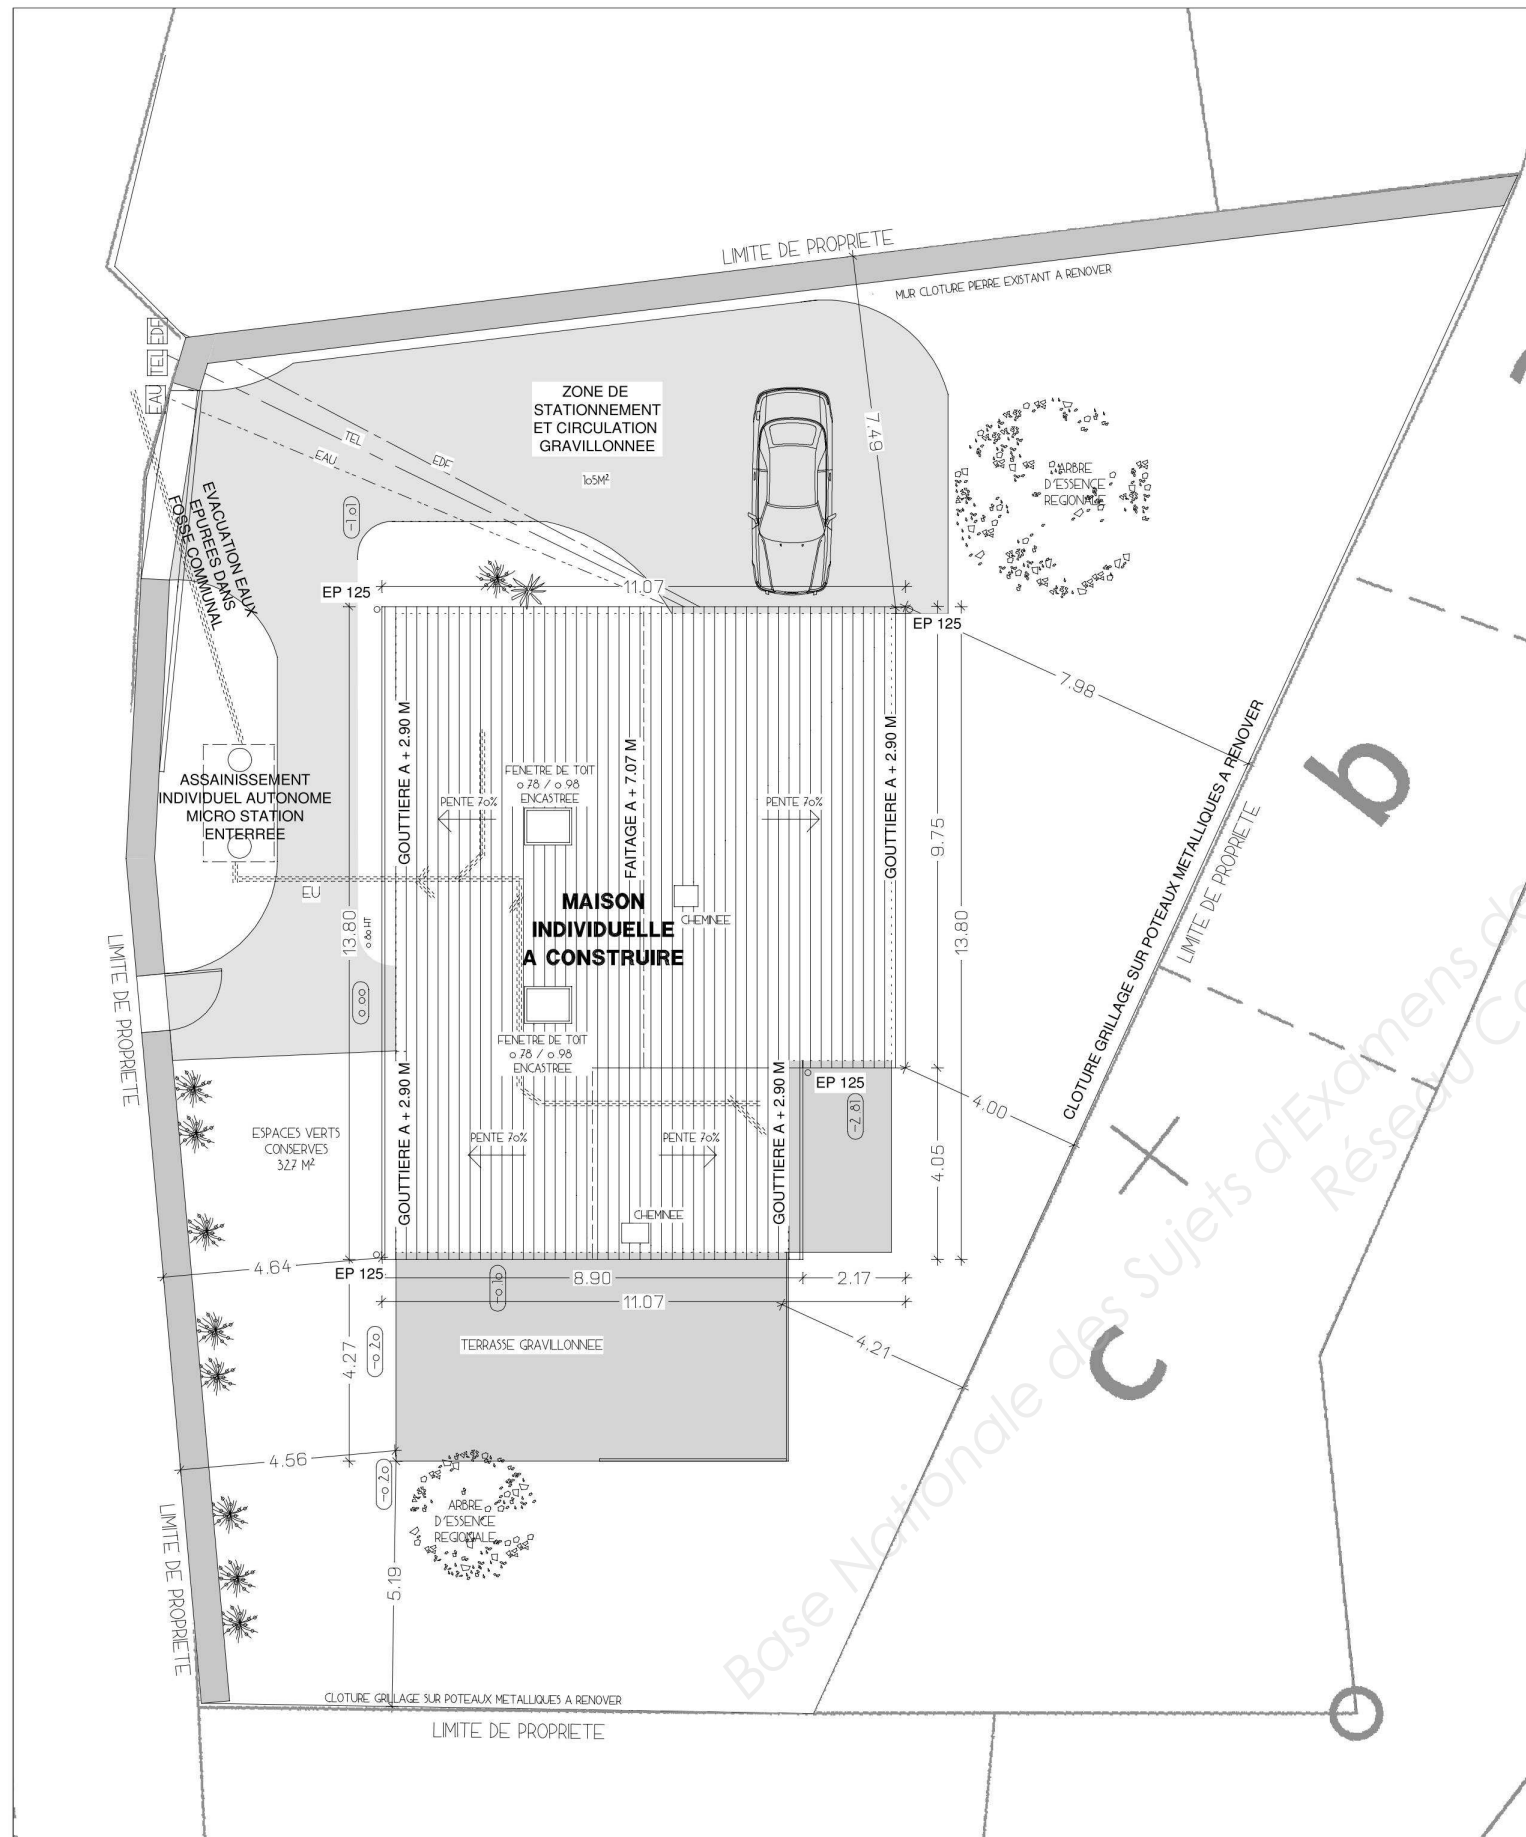 LIMITE DE PROPRIETE
MUR CLOTURE PIERRE EXISTANT A RENOVER
EDF
TEL
EAU
ZONE DE
STATIONNEMENT
ET CIRCULATION
GRAVILLONNEE
105M²
7.49
TEL
EDF
EAU
ARBRE
D'ESSENCE
REGIONALE
-1.01
EVACUATION EAUX
EPUREES DANS
FOSSE COMMUNAL
EP 125
11.07
EP 125
7.98
ASSAINISSEMENT
INDIVIDUEL AUTONOME
MICRO STATION
ENTERREE
EU
GOUTTIERE A + 2.90 M
FENETRE DE TOIT
0.78 / 0.98
ENCASTREE
PENTE 70%
FAITAGE A + 7.07 M
PENTE 70%
GOUTTIERE A + 2.90 M
9.75
13.80
13.80
0.80 HT
0.00
CHEMINEE
MAISON
INDIVIDUELLE
A CONSTRUIRE
FENETRE DE TOIT
0.78 / 0.98
ENCASTREE
CLOTURE GRILLAGE SUR POTEAUX METALLIQUES A RENOVER
LIMITE DE PROPRIETE
b
LIMITE DE PROPRIETE
GOUTTIERE A + 2.90 M
PENTE 70%
PENTE 70%
GOUTTIERE A + 2.90 M
EP 125
-2.81
4.00
4.05
ESPACES VERTS
CONSERVES
327 M²
CHEMINEE
4.64
EP 125
-0.10
8.90
2.17
11.07
-0.20
4.27
TERRASSE GRAVILLONNEE
4.21
c
4.56
-0.20
ARBRE
D'ESSENCE
REGIONALE
5.19
LIMITE DE PROPRIETE
CLOTURE GRILLAGE SUR POTEAUX METALLIQUES A RENOVER
LIMITE DE PROPRIETE
Base Nationale des Sujets d'Examens de
Réseau